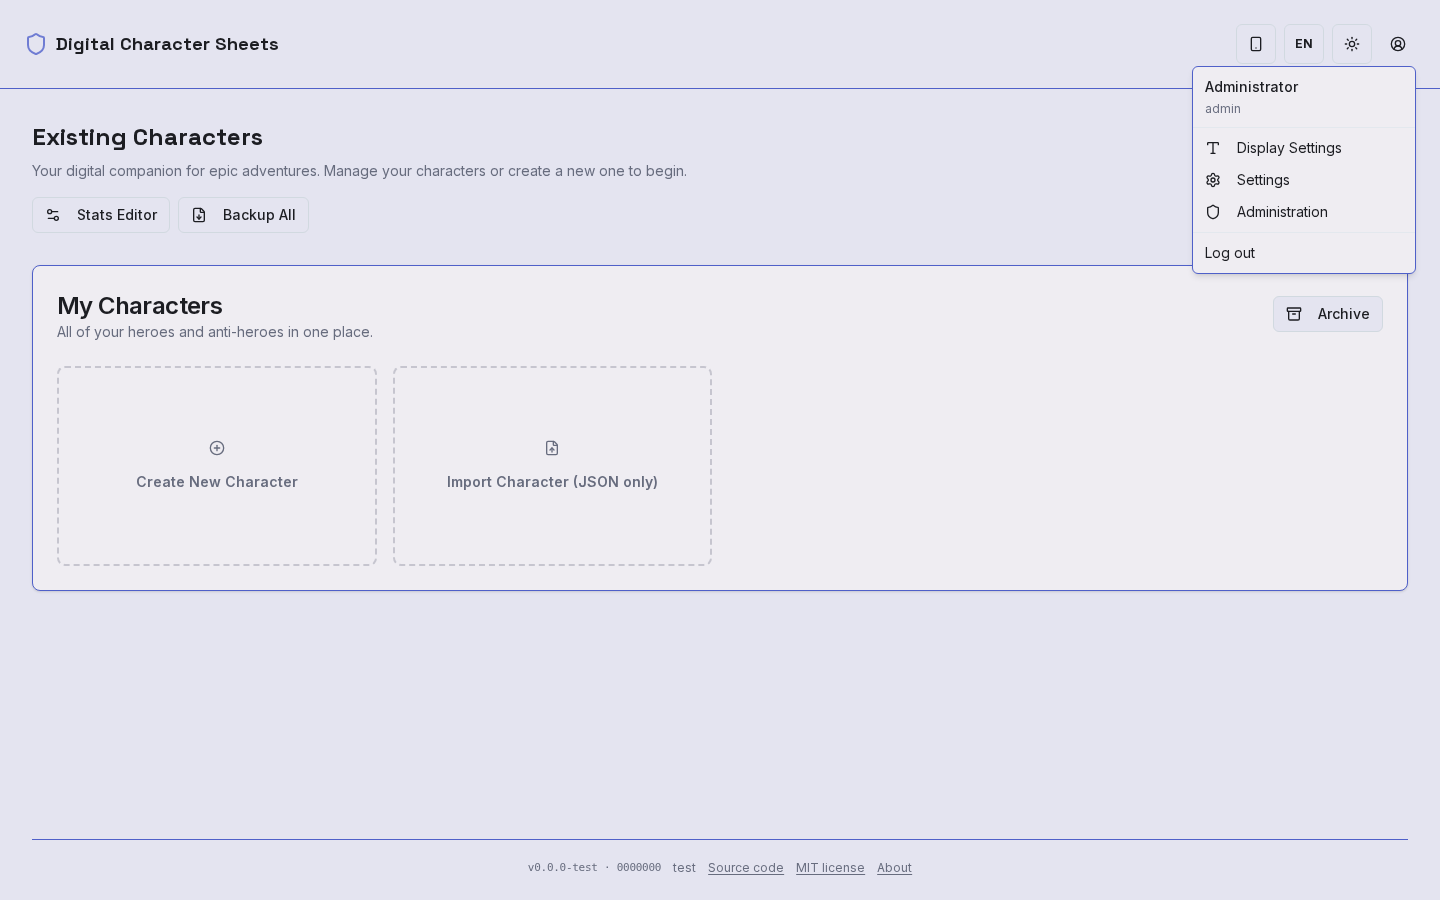 Digital Character Sheets
EN
Administrator
admin
Display Settings
Settings
Administration
Log out
Existing Characters
Your digital companion for epic adventures. Manage your characters or create a new one to begin.
Stats Editor
Backup All
My Characters
All of your heroes and anti-heroes in one place.
Archive
Create New Character
Import Character (JSON only)
v0.0.0-test · 0000000 test Source code MIT license About